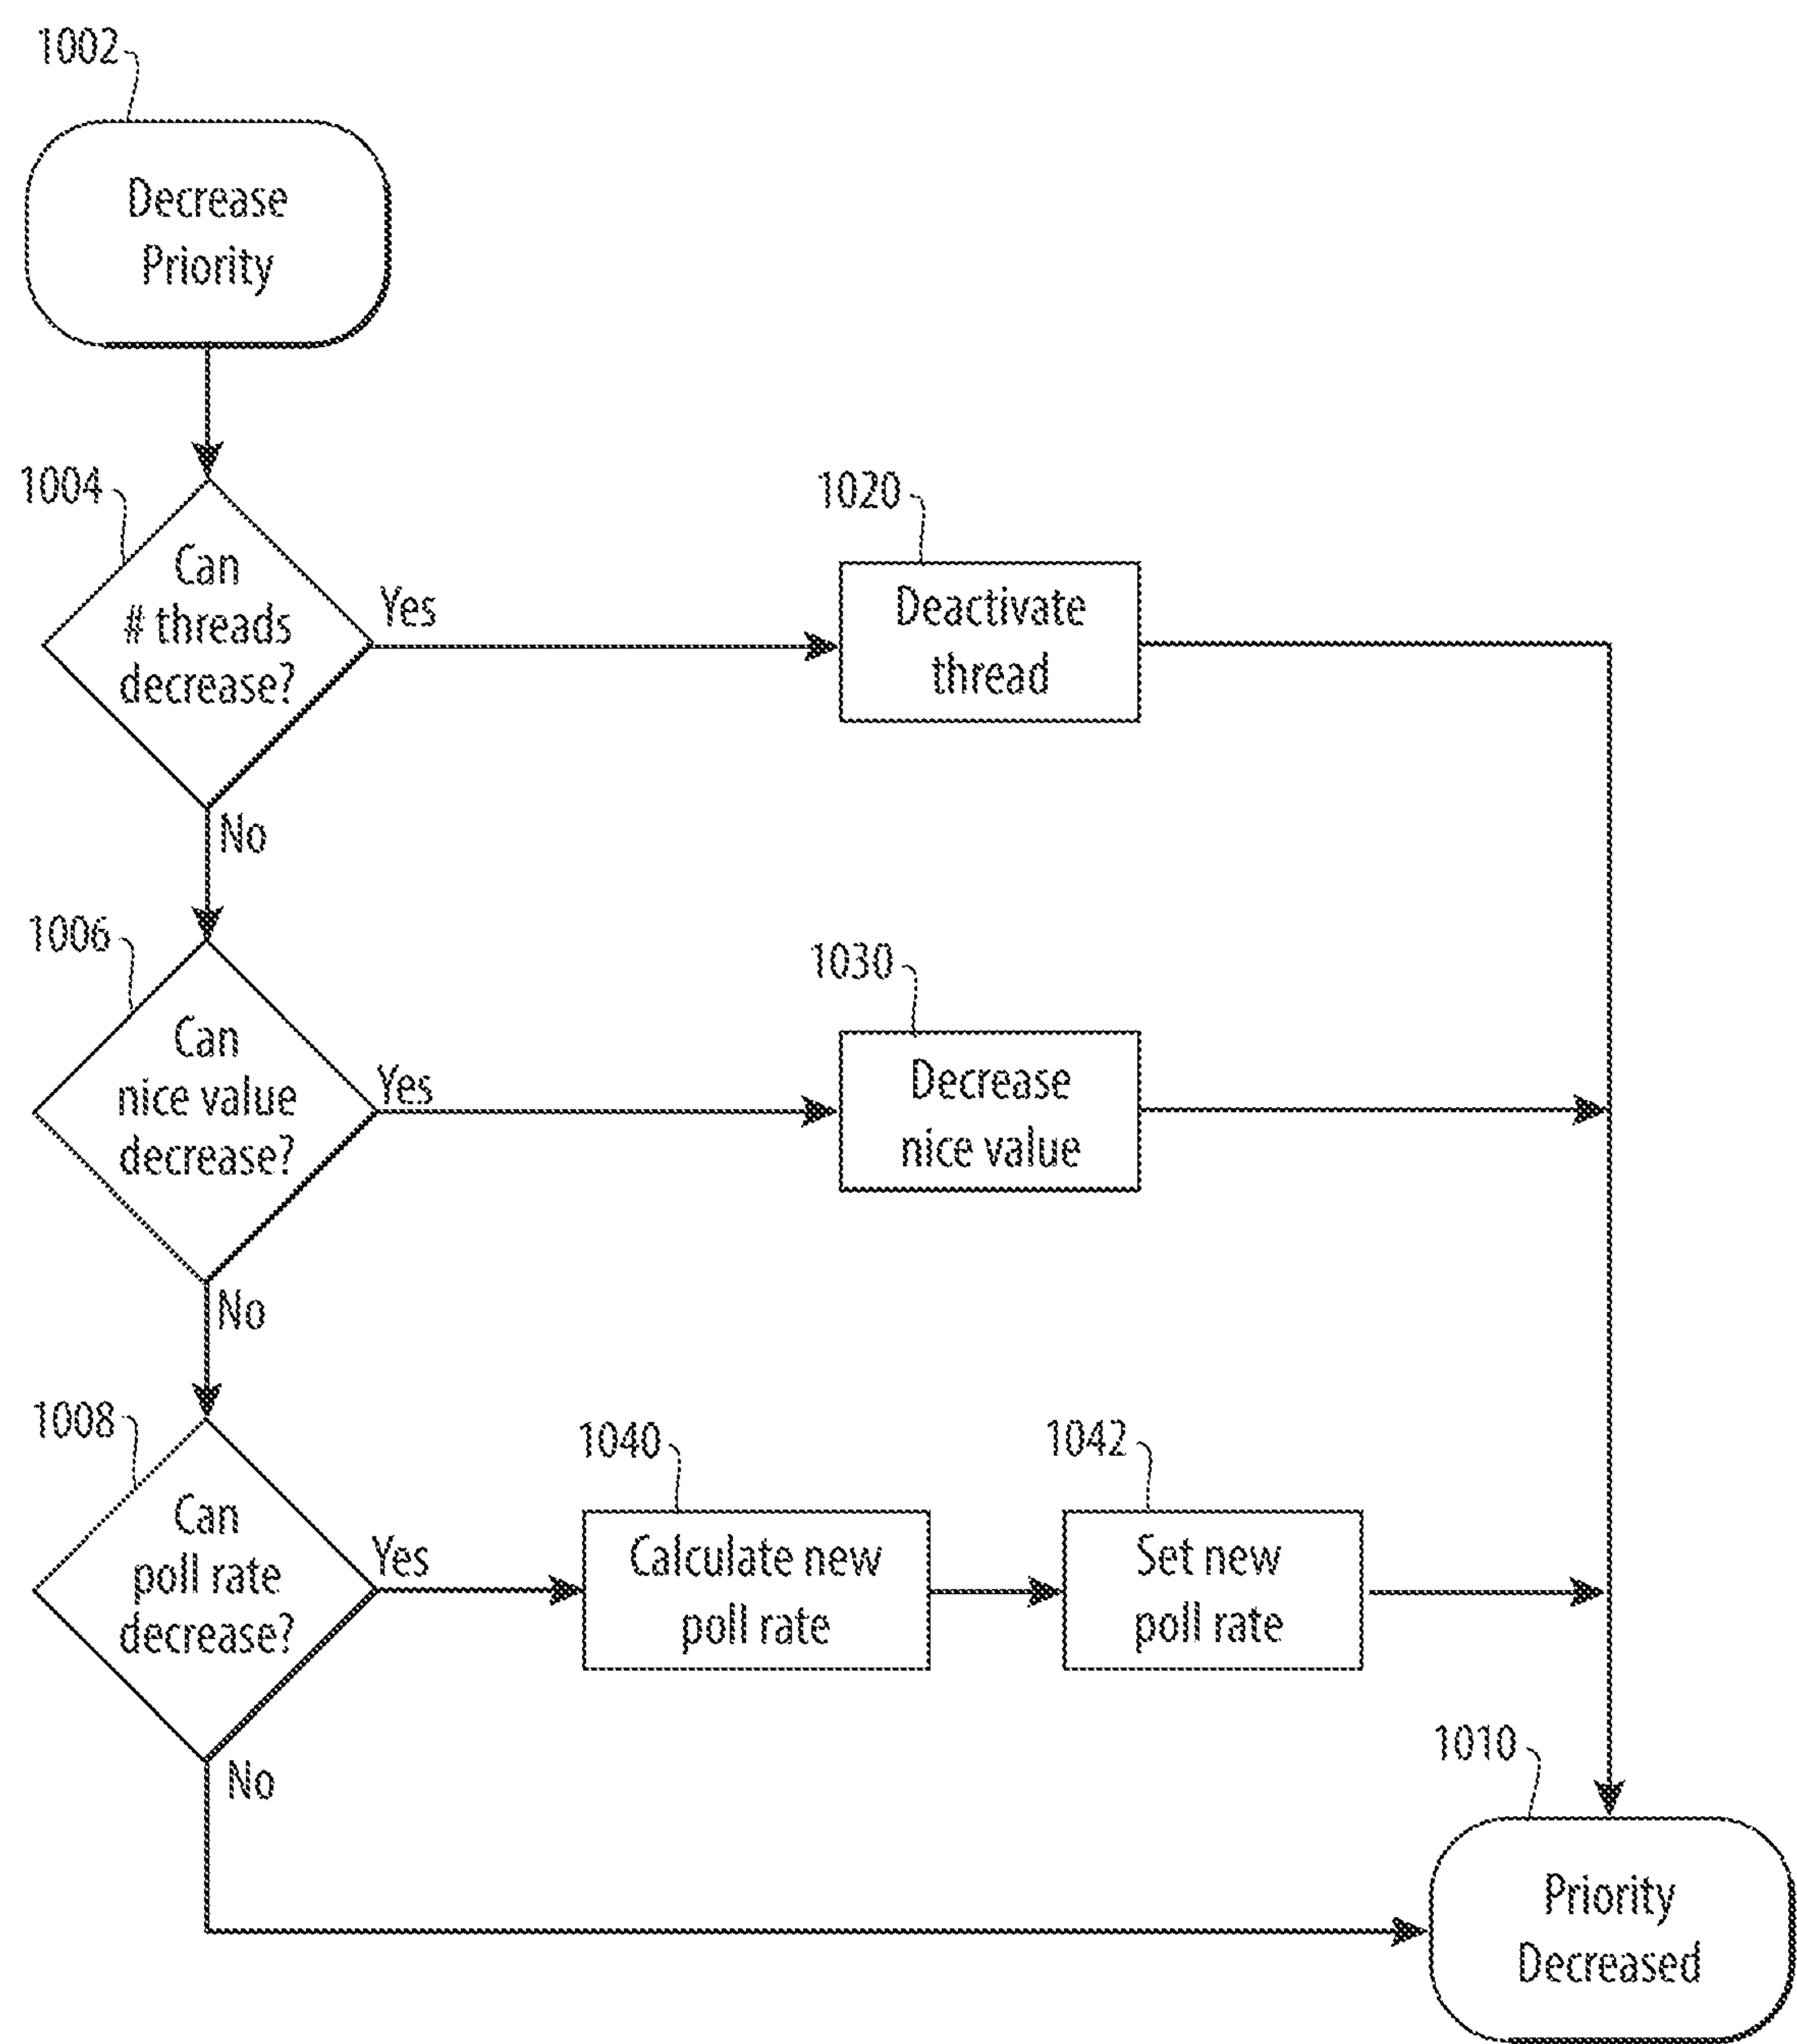 1002
Decrease
Priority
1004
Can
# threads
decrease?
Yes
No
1020
Deactivate
thread
1006
Can
nice value
decrease?
Yes
No
1030
Decrease
nice value
1008
Can
poll rate
decrease?
Yes
No
1040
Calculate new
poll rate
1042
Set new
poll rate
1010
Priority
Decreased